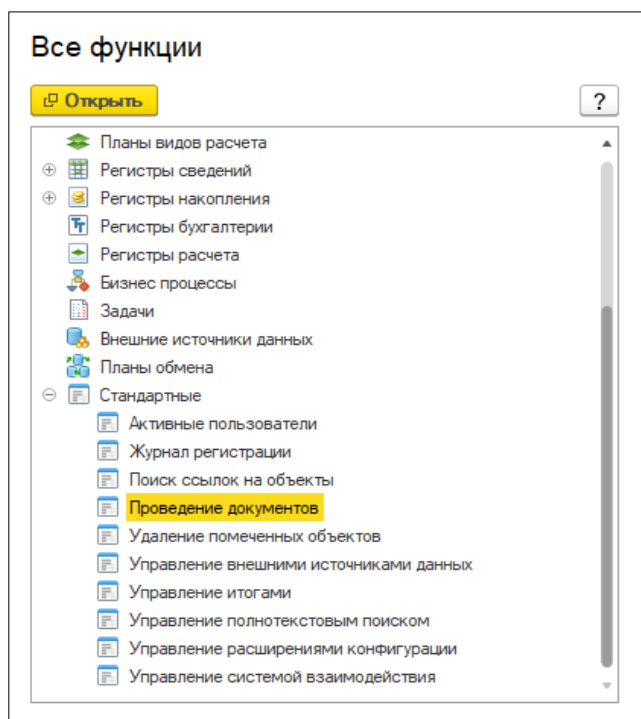 Все функции
Открыть
?
Планы видов расчета
Регистры сведений
Регистры накопления
Регистры бухгалтерии
Регистры расчета
Бизнес процессы
Задачи
Внешние источники данных
Планы обмена
Стандартные
Активные пользователи
Журнал регистрации
Поиск ссылок на объекты
Проведение документов
Удаление помеченных объектов
Управление внешними источниками данных
Управление итогами
Управление полнотекстовым поиском
Управление расширениями конфигурации
Управление системой взаимодействия